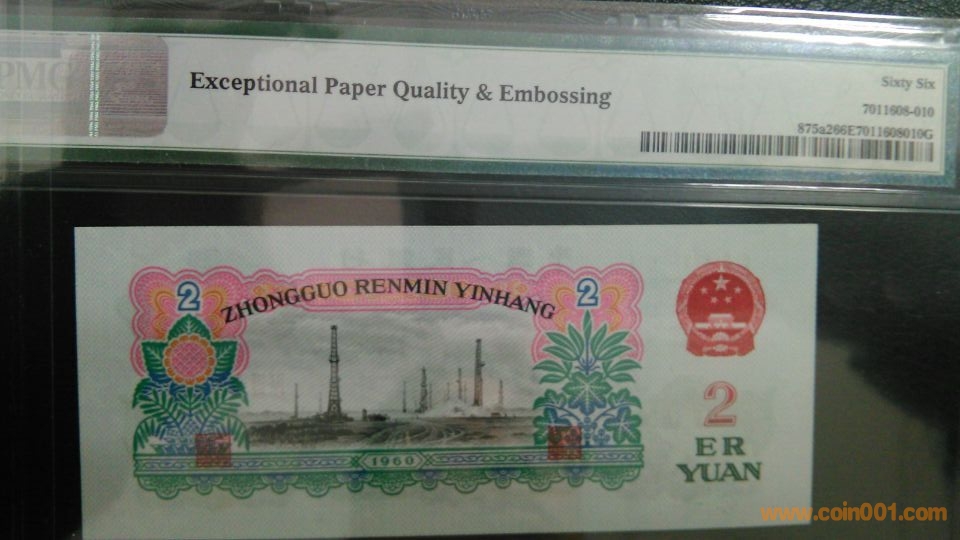 PMG
Exceptional Paper Quality & Embossing
Sixty Six
7011608-010
875a266E7011608010G
2
ZHONGGUO RENMIN YINHANG
2
1960
2
ER
YUAN
www.coin001.com